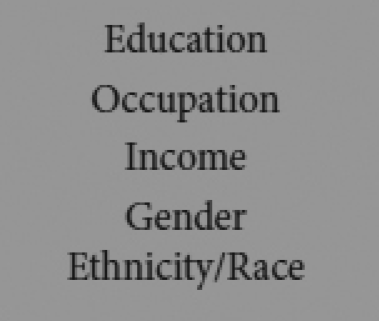 Education
Occupation
Income
Gender
Ethnicity/Race